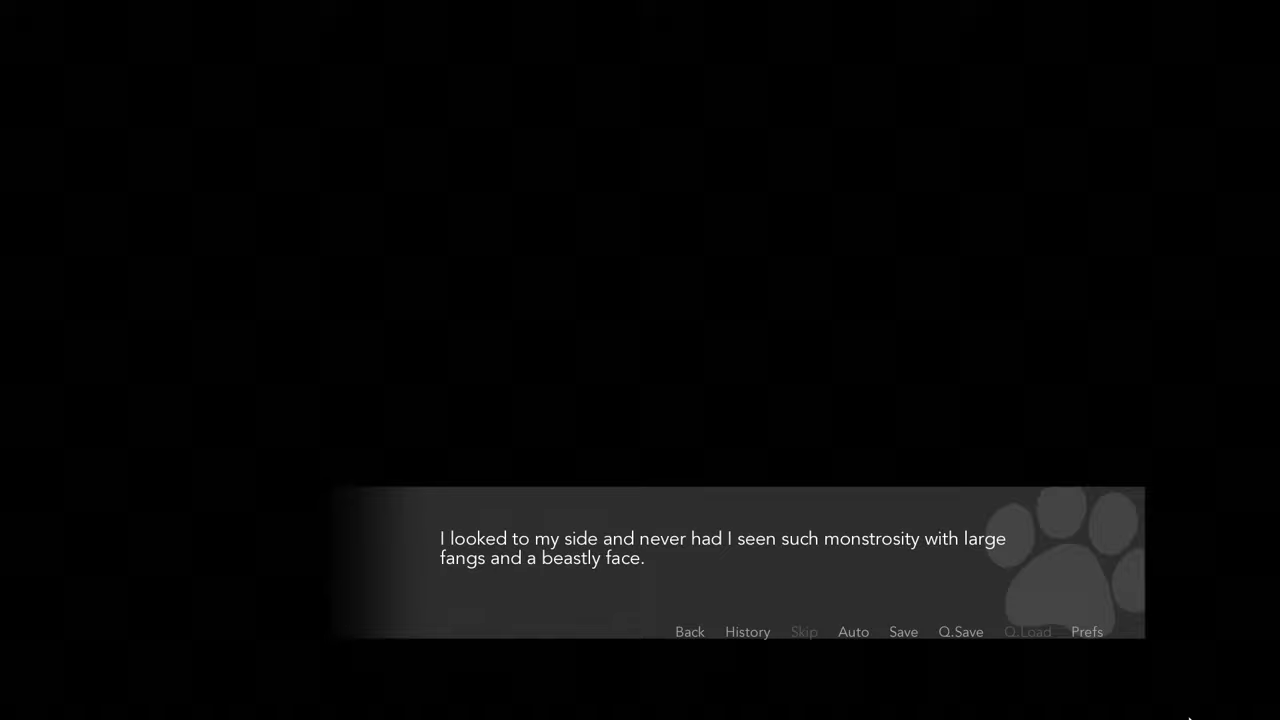 I looked to my side and never had I seen such monstrosity with large
fangs and a beastly face.
Back History Skip Auto Save Q.Save Q.Load Prefs